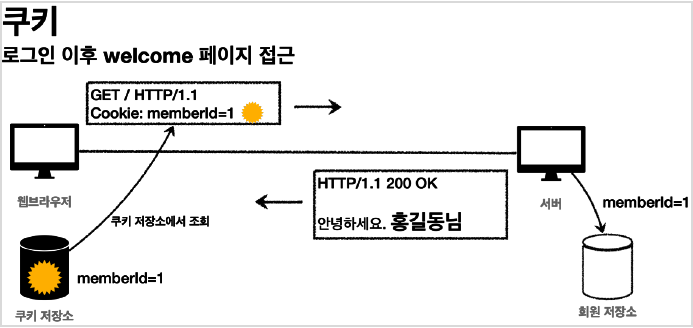 쿠키
로그인 이후 welcome 페이지 접근
GET / HTTP/1.1
Cookie: memberId=1
웹브라우저
HTTP/1.1 200 OK
안녕하세요. 홍길동님
서버
memberId=1
쿠키 저장소에서 조회
memberId=1
쿠키 저장소
회원 저장소